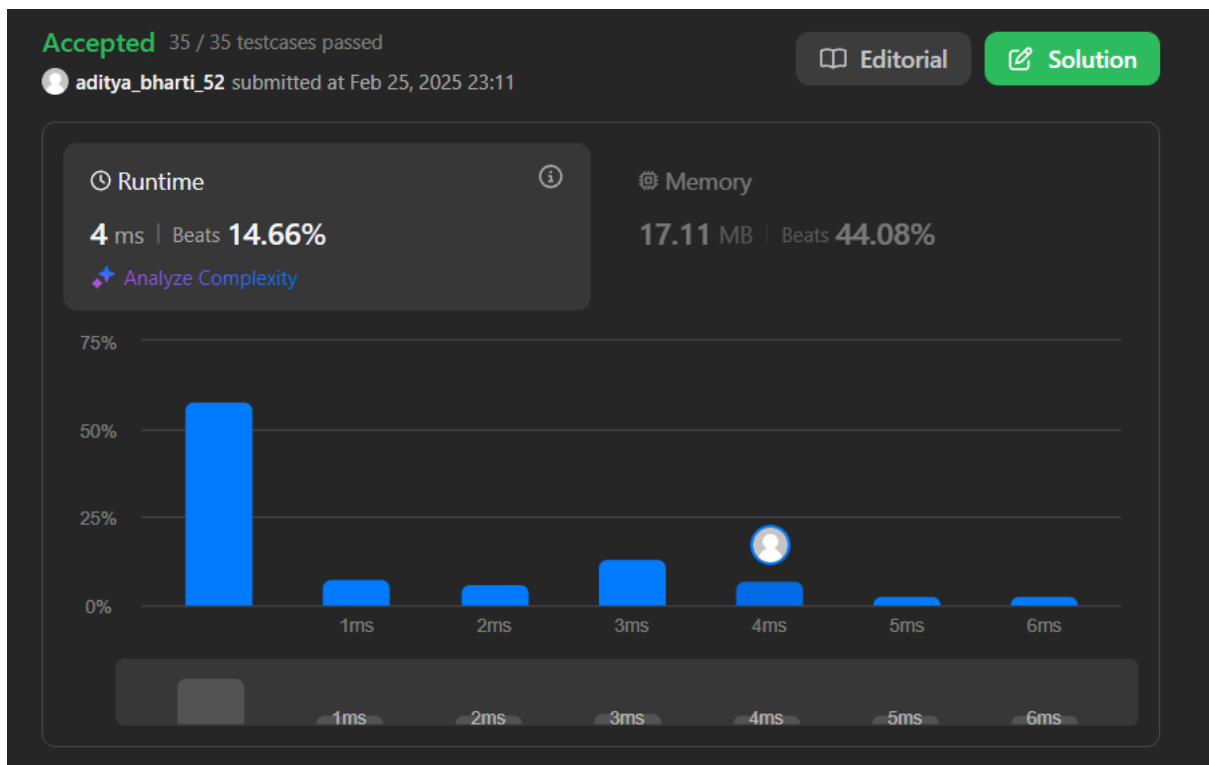 Accepted 35 / 35 testcases passed
Editorial
Solution
aditya_bharti_52 submitted at Feb 25, 2025 23:11
Runtime
Memory
4 ms | Beats 14.66%
17.11 MB | Beats 44.08%
Analyze Complexity
75%
50%
25%
0%
1ms 2ms 3ms 4ms 5ms 6ms
1ms 2ms 3ms 4ms 5ms 6ms